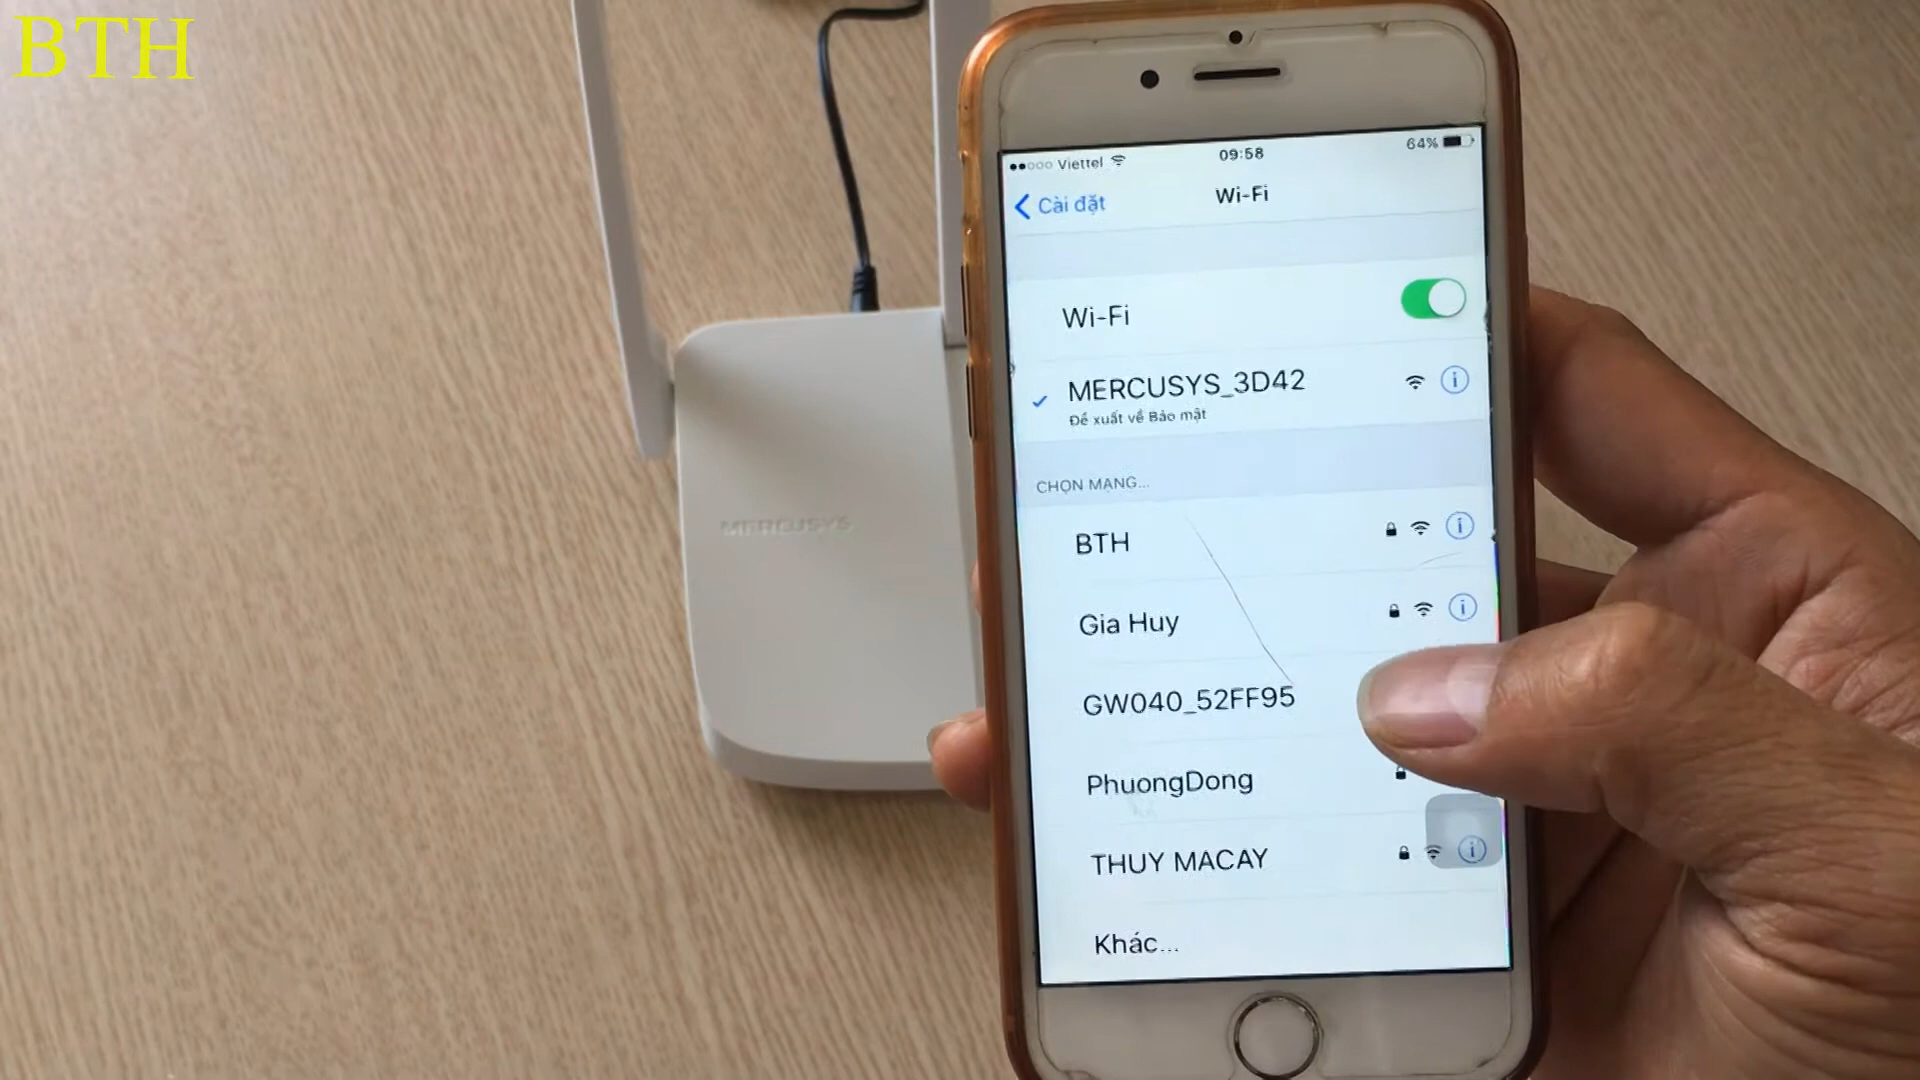 BTH
Viettel
09:58
64%
Cài đặt
Wi-Fi
Wi-Fi
MERCUSYS_3D42
Đề xuất về Bảo mật
CHỌN MẠNG...
BTH
Gia Huy
GW040_52FF95
PhuongDong
THUY MACAY
Khác...
MERCUSYS